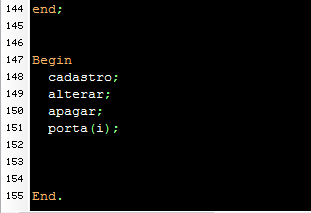 144 end;
145
146
147 Begin
148 cadastro;
149 alterar;
150 apagar;
151 porta(i);
152
153
154
155 End.